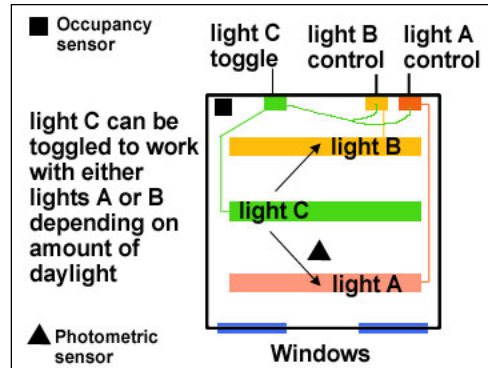 Occupancy
sensor
light C
toggle
light B
control
light A
control
light C can be
toggled to work
with either
lights A or B
depending on
amount of
daylight
light B
light C
light A
Photometric
sensor
Windows